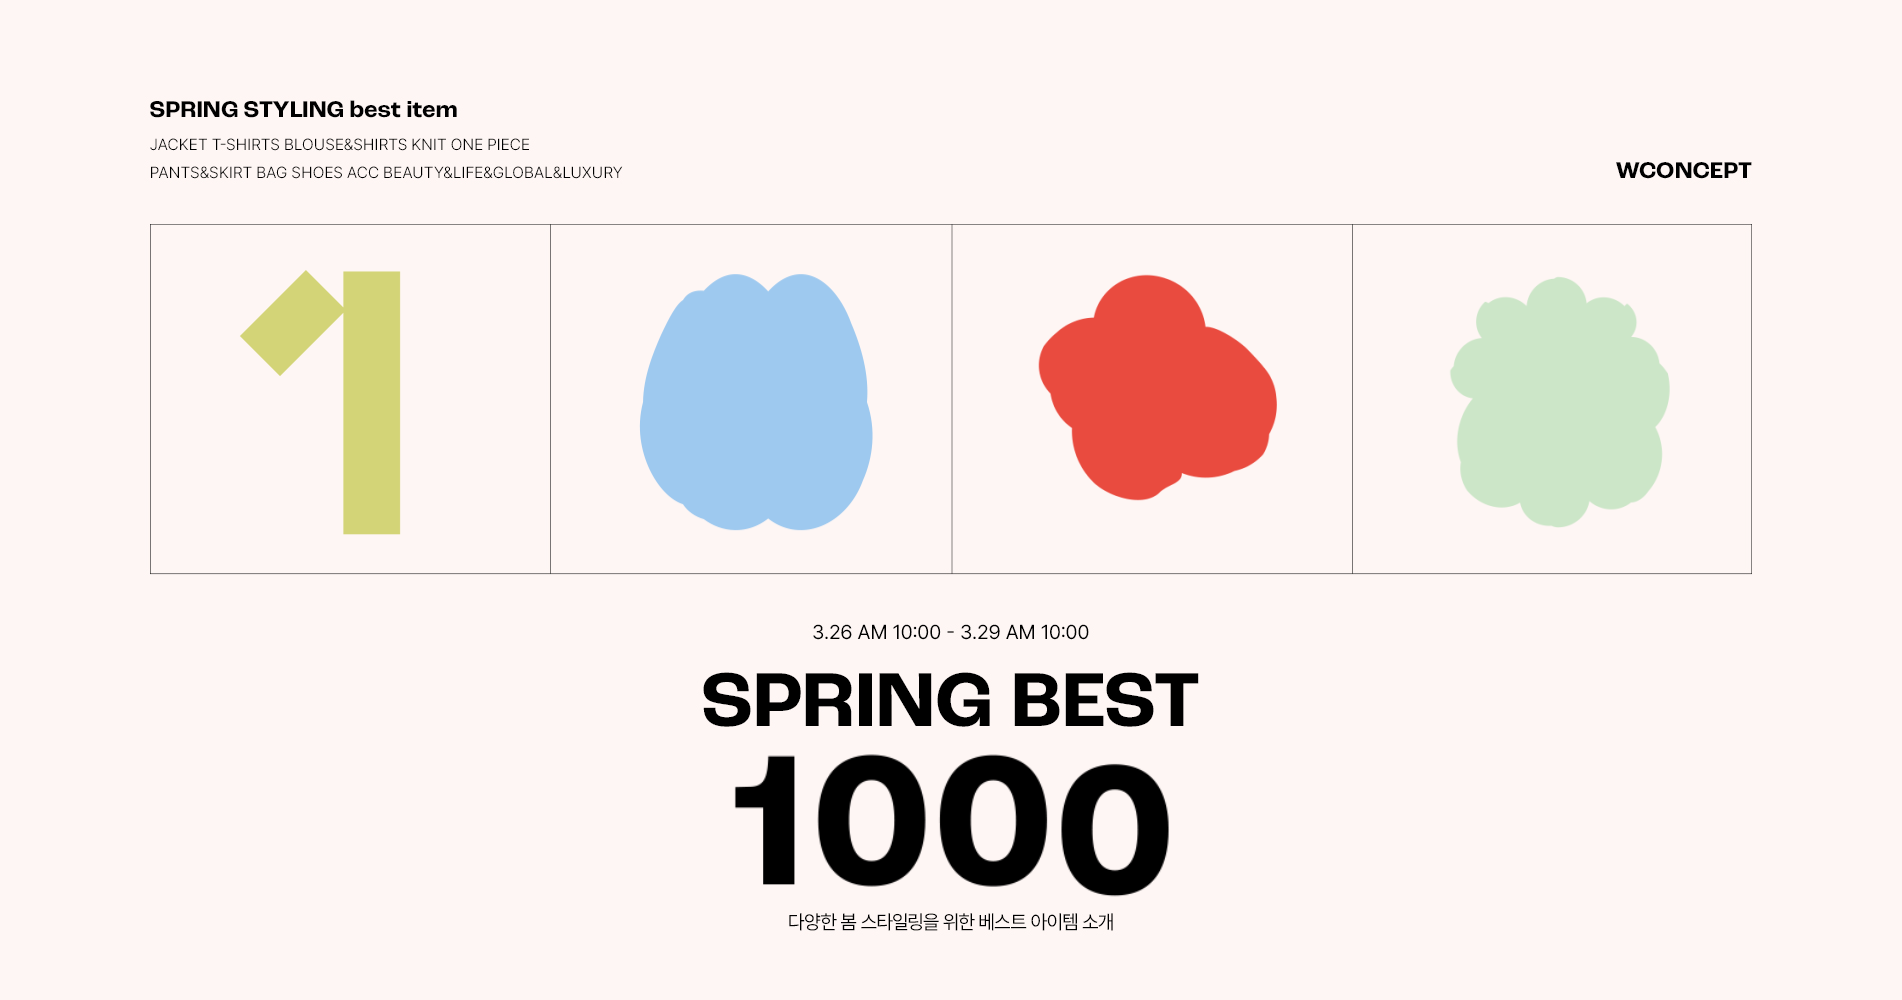 SPRING STYLING best item
JACKET T-SHIRTS BLOUSE&SHIRTS KNIT ONE PIECE
PANTS&SKIRT BAG SHOES ACC BEAUTY&LIFE&GLOBAL&LUXURY
WCONCEPT
1
3.26 AM 10:00 - 3.29 AM 10:00
SPRING BEST
1000
다양한 봄 스타일링을 위한 베스트 아이템 소개